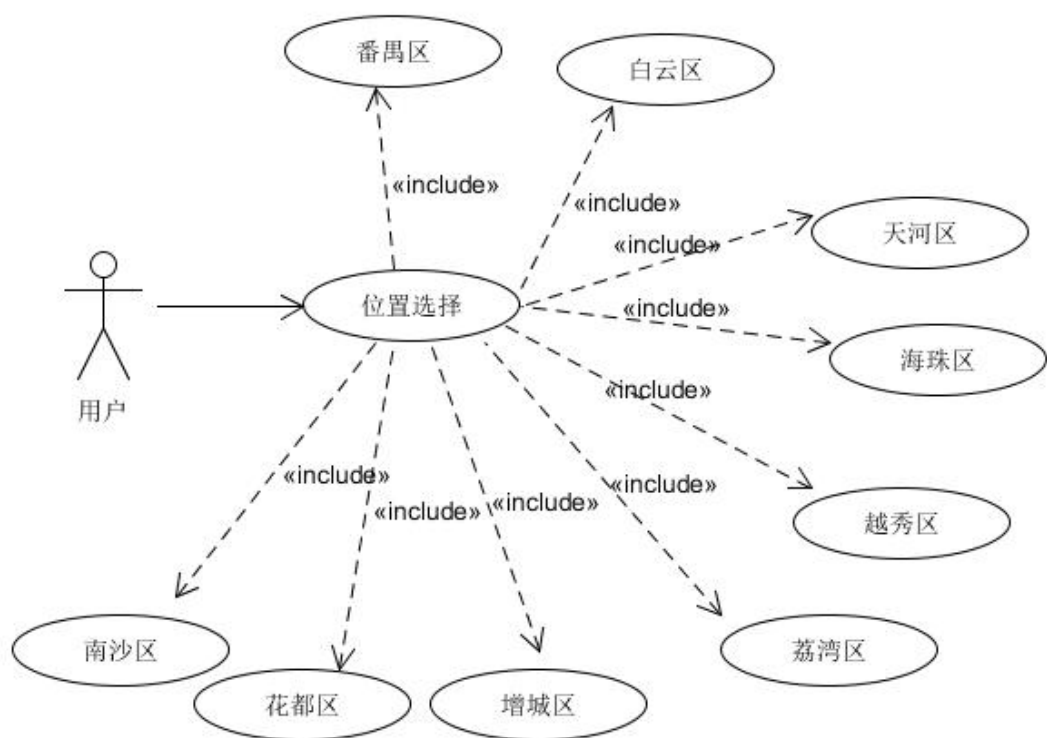 番禺区
白云区
«include»
«include»
天河区
«include»
位置选择
«include»
海珠区
用户
«include»
«include»
«include»
«include»
«include»
越秀区
南沙区
荔湾区
花都区
增城区